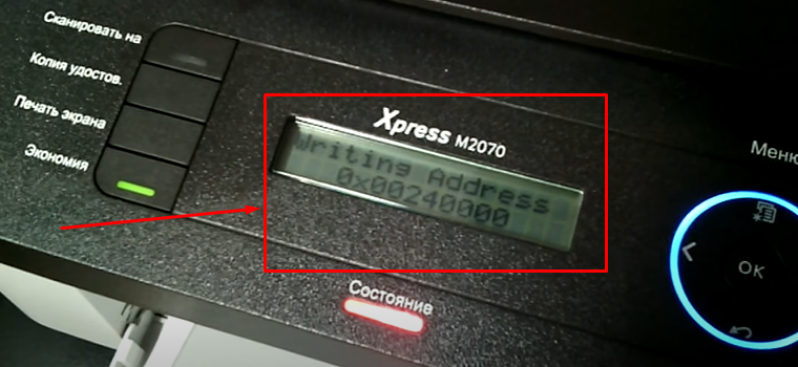 Сканировать на
Копия удостов.
Печать экрана
Экономия
Xpress M2070
Writing Address
0x00240000
Состояние
Меню
OK